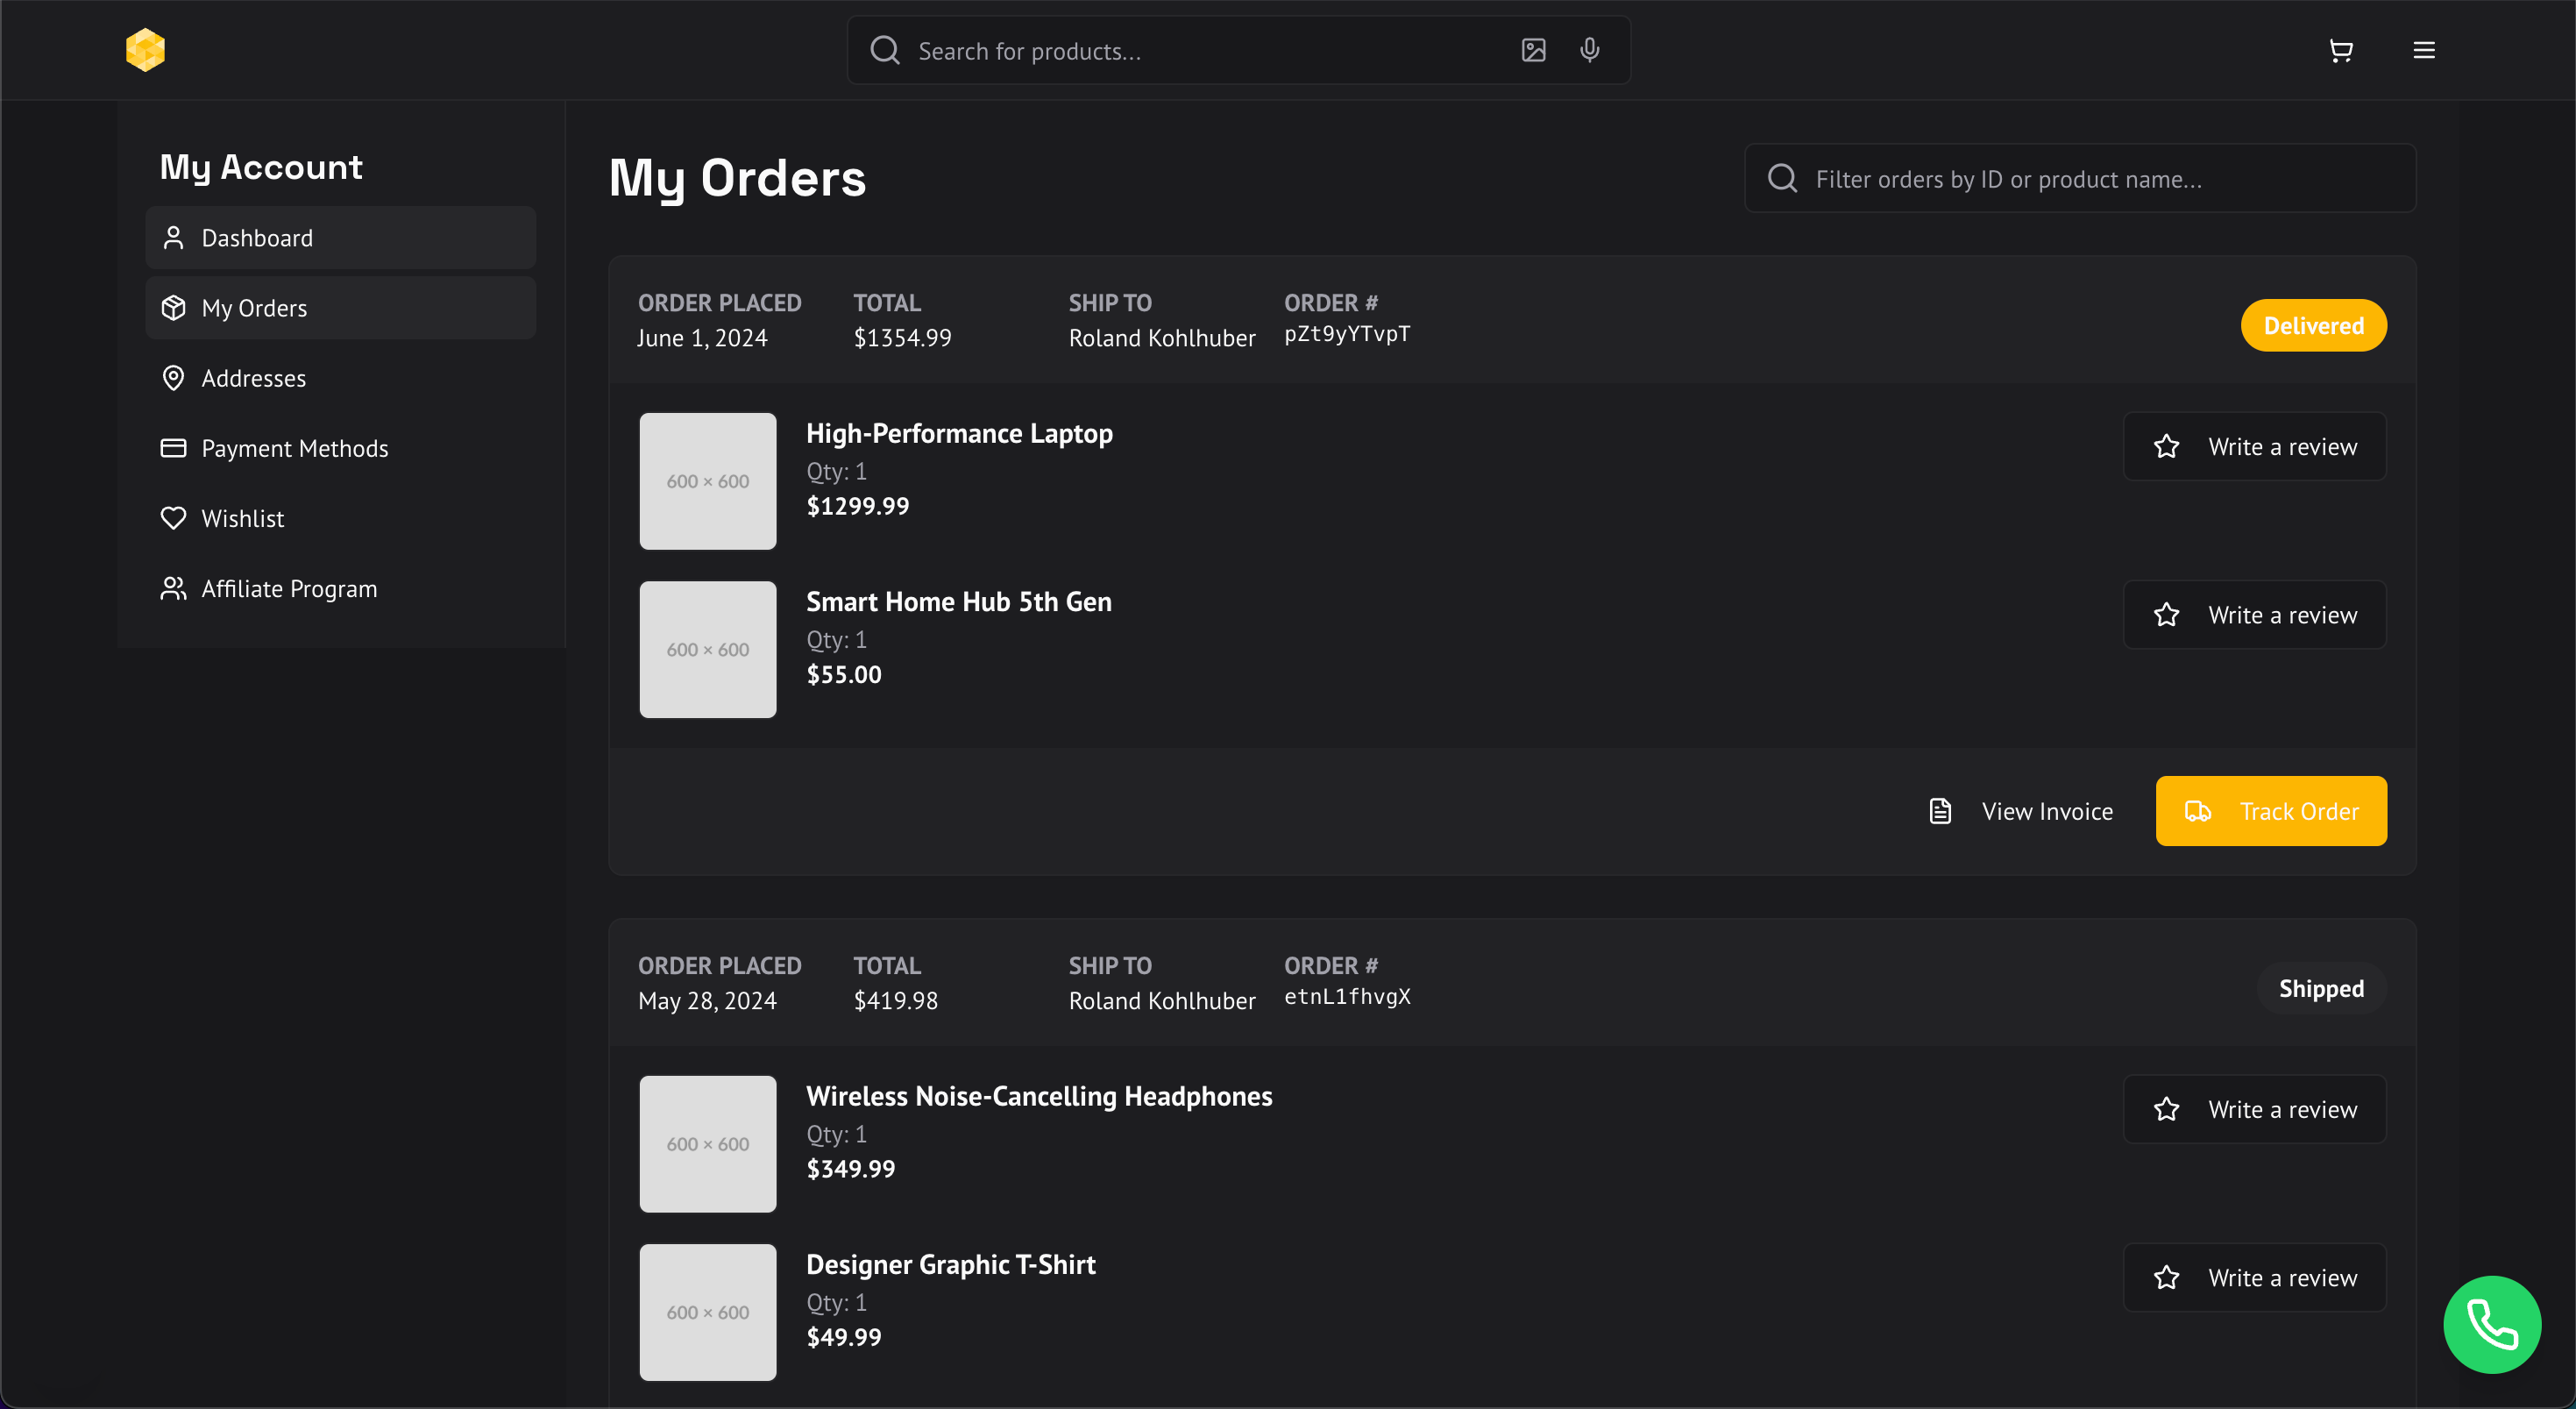 Search for products...
My Account
Dashboard
My Orders
Addresses
Payment Methods
Wishlist
Affiliate Program
My Orders
Filter orders by ID or product name...
ORDER PLACED TOTAL SHIP TO ORDER #
June 1, 2024 $1354.99 Roland Kohlhuber pZt9yYTvpT
Delivered
600 × 600
High-Performance Laptop
Qty: 1
$1299.99
Write a review
600 × 600
Smart Home Hub 5th Gen
Qty: 1
$55.00
Write a review
View Invoice
Track Order
ORDER PLACED TOTAL SHIP TO ORDER #
May 28, 2024 $419.98 Roland Kohlhuber etnL1fhvgX
Shipped
600 × 600
Wireless Noise-Cancelling Headphones
Qty: 1
$349.99
Write a review
600 × 600
Designer Graphic T-Shirt
Qty: 1
$49.99
Write a review